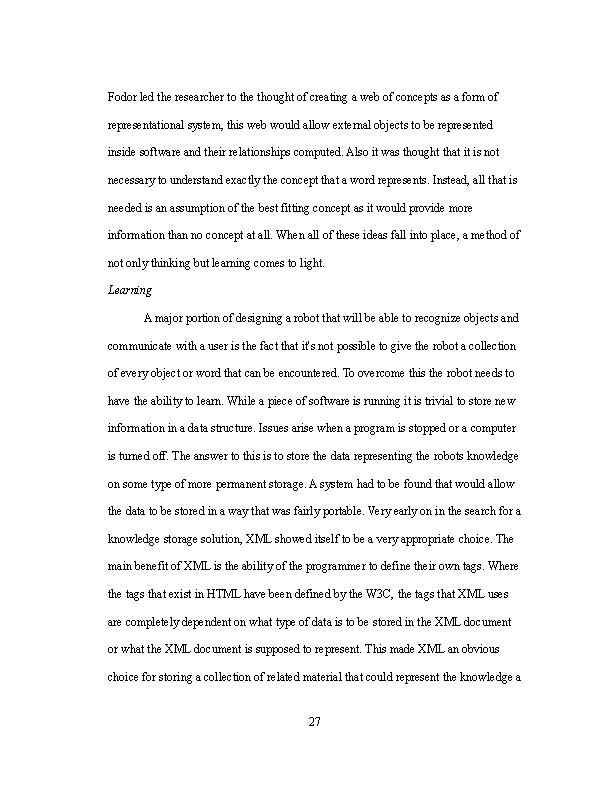 Fodor led the researcher to the thought of creating a web of concepts as a form of
representational system, this web would allow external objects to be represented
inside software and their relationships computed. Also it was thought that it is not
necessary to understand exactly the concept that a word represents. Instead, all that is
needed is an assumption of the best fitting concept as it would provide more
information than no concept at all. When all of these ideas fall into place, a method of
not only thinking but learning comes to light.
Learning
A major portion of designing a robot that will be able to recognize objects and
communicate with a user is the fact that it's not possible to give the robot a collection
of every object or word that can be encountered. To overcome this the robot needs to
have the ability to learn. While a piece of software is running it is trivial to store new
information in a data structure. Issues arise when a program is stopped or a computer
is turned off. The answer to this is to store the data representing the robots knowledge
on some type of more permanent storage. A system had to be found that would allow
the data to be stored in a way that was fairly portable. Very early on in the search for a
knowledge storage solution, XML showed itself to be a very appropriate choice. The
main benefit of XML is the ability of the programmer to define their own tags. Where
the tags that exist in HTML have been defined by the W3C, the tags that XML uses
are completely dependent on what type of data is to be stored in the XML document
or what the XML document is supposed to represent. This made XML an obvious
choice for storing a collection of related material that could represent the knowledge a
27